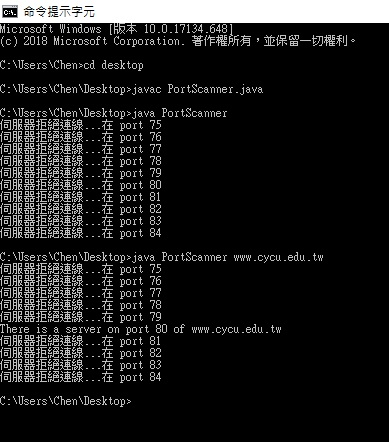 命令提示字元
Microsoft Windows [版本 10.0.17134.648]
(c) 2018 Microsoft Corporation. 著作權所有，並保留一切權利。
C:\Users\Chen>cd desktop
C:\Users\Chen\Desktop>javac PortScanner.java
C:\Users\Chen\Desktop>java PortScanner
伺服器拒絕連線...在 port 75
伺服器拒絕連線...在 port 76
伺服器拒絕連線...在 port 77
伺服器拒絕連線...在 port 78
伺服器拒絕連線...在 port 79
伺服器拒絕連線...在 port 80
伺服器拒絕連線...在 port 81
伺服器拒絕連線...在 port 82
伺服器拒絕連線...在 port 83
伺服器拒絕連線...在 port 84
C:\Users\Chen\Desktop>java PortScanner www.cycu.edu.tw
伺服器拒絕連線...在 port 75
伺服器拒絕連線...在 port 76
伺服器拒絕連線...在 port 77
伺服器拒絕連線...在 port 78
伺服器拒絕連線...在 port 79
There is a server on port 80 of www.cycu.edu.tw
伺服器拒絕連線...在 port 81
伺服器拒絕連線...在 port 82
伺服器拒絕連線...在 port 83
伺服器拒絕連線...在 port 84
C:\Users\Chen\Desktop>